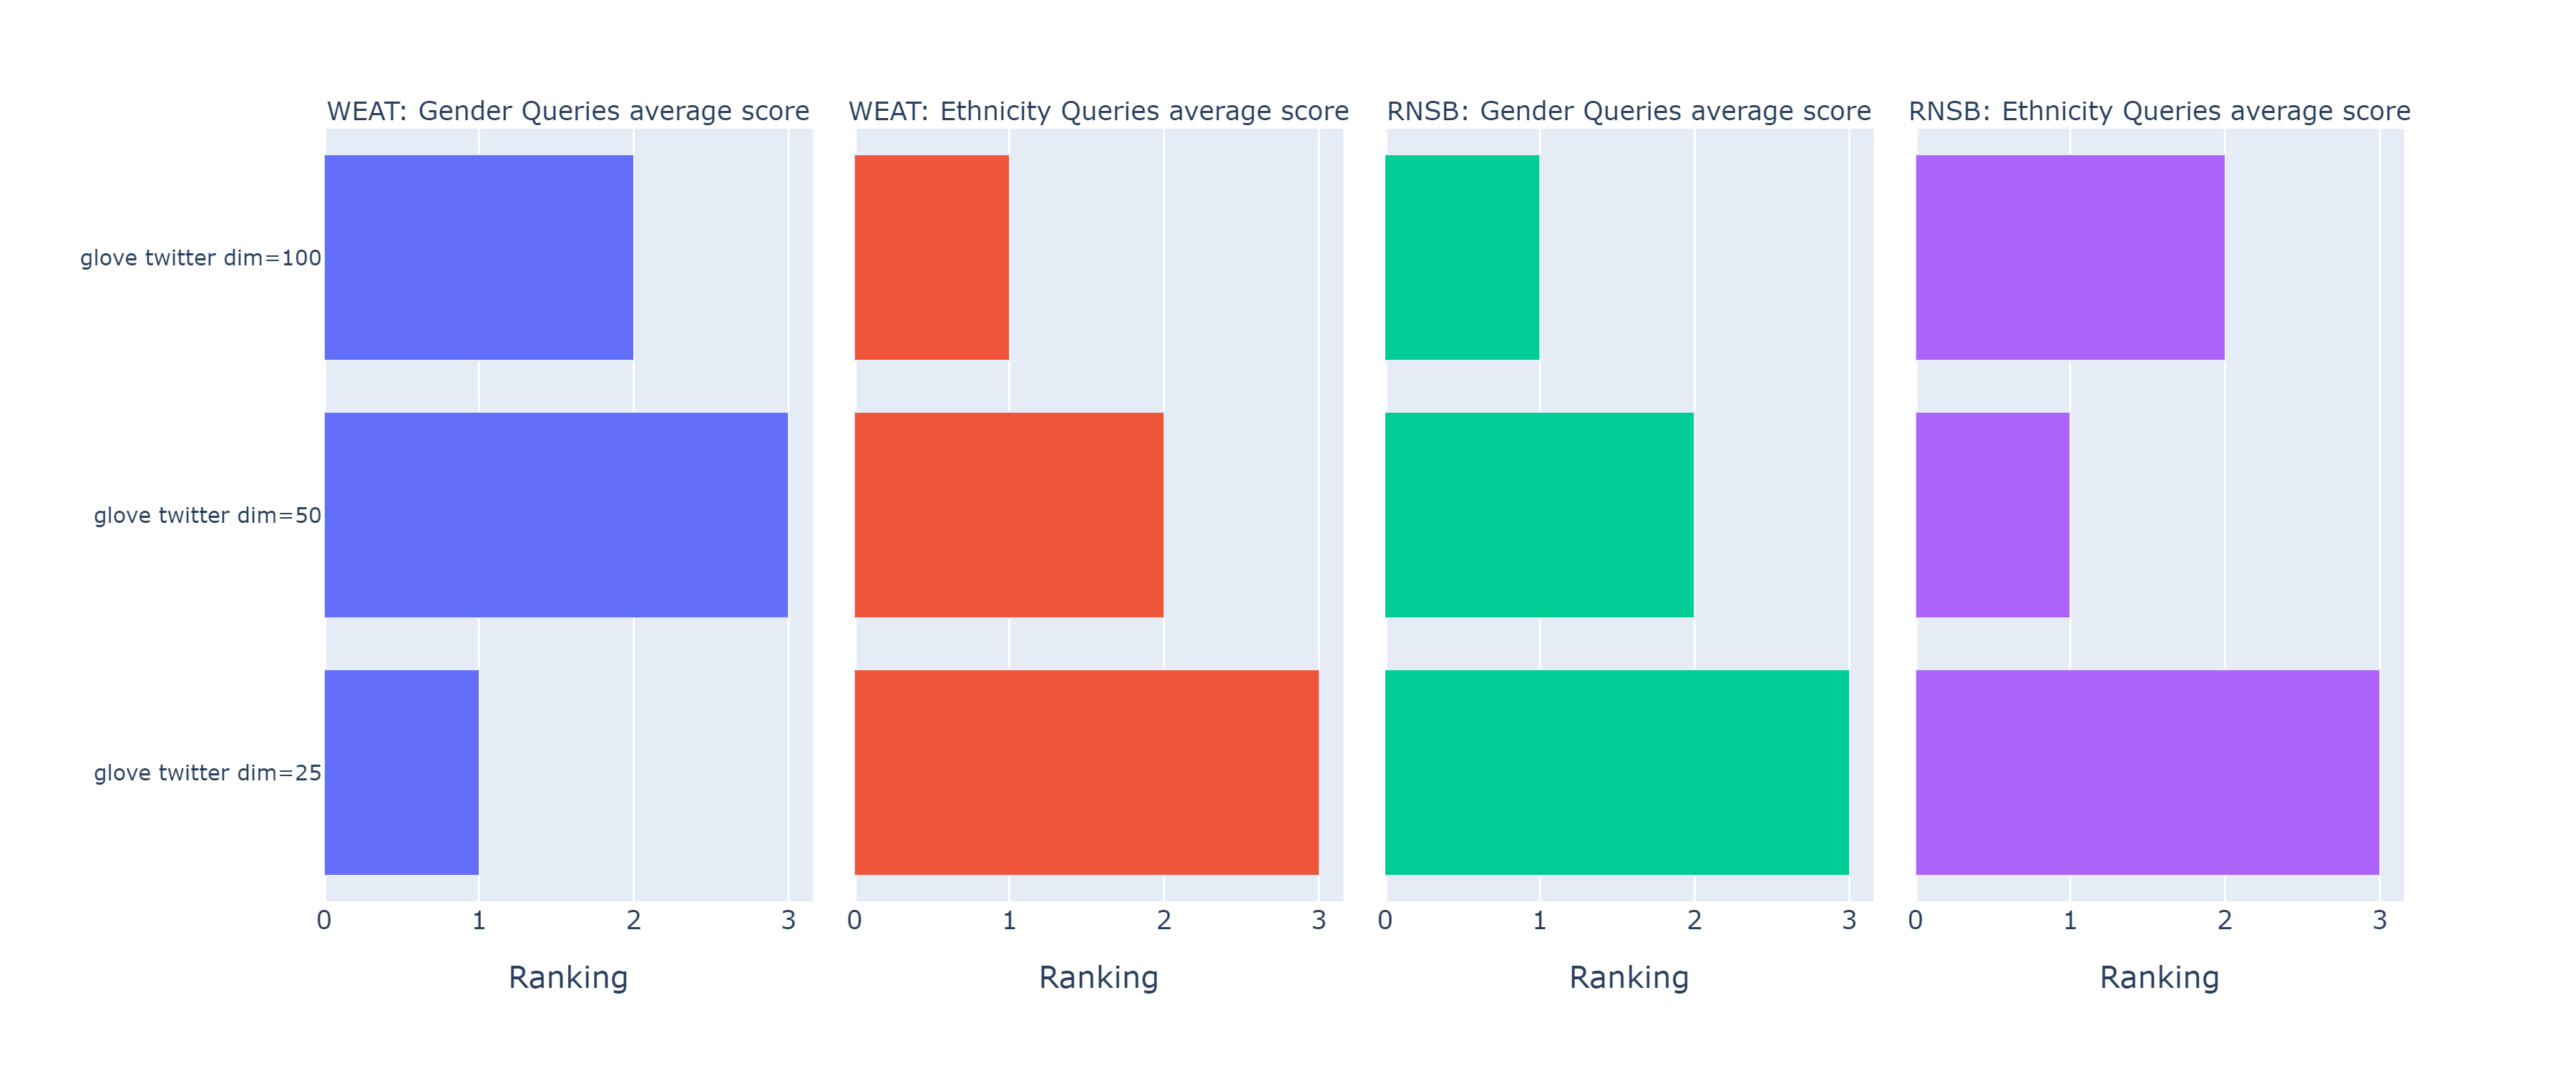 WEAT: Gender Queries average score
WEAT: Ethnicity Queries average score
RNSB: Gender Queries average score
RNSB: Ethnicity Queries average score
glove twitter dim=100
glove twitter dim=50
glove twitter dim=25
0 1 2 3
0 1 2 3
0 1 2 3
0 1 2 3
Ranking
Ranking
Ranking
Ranking